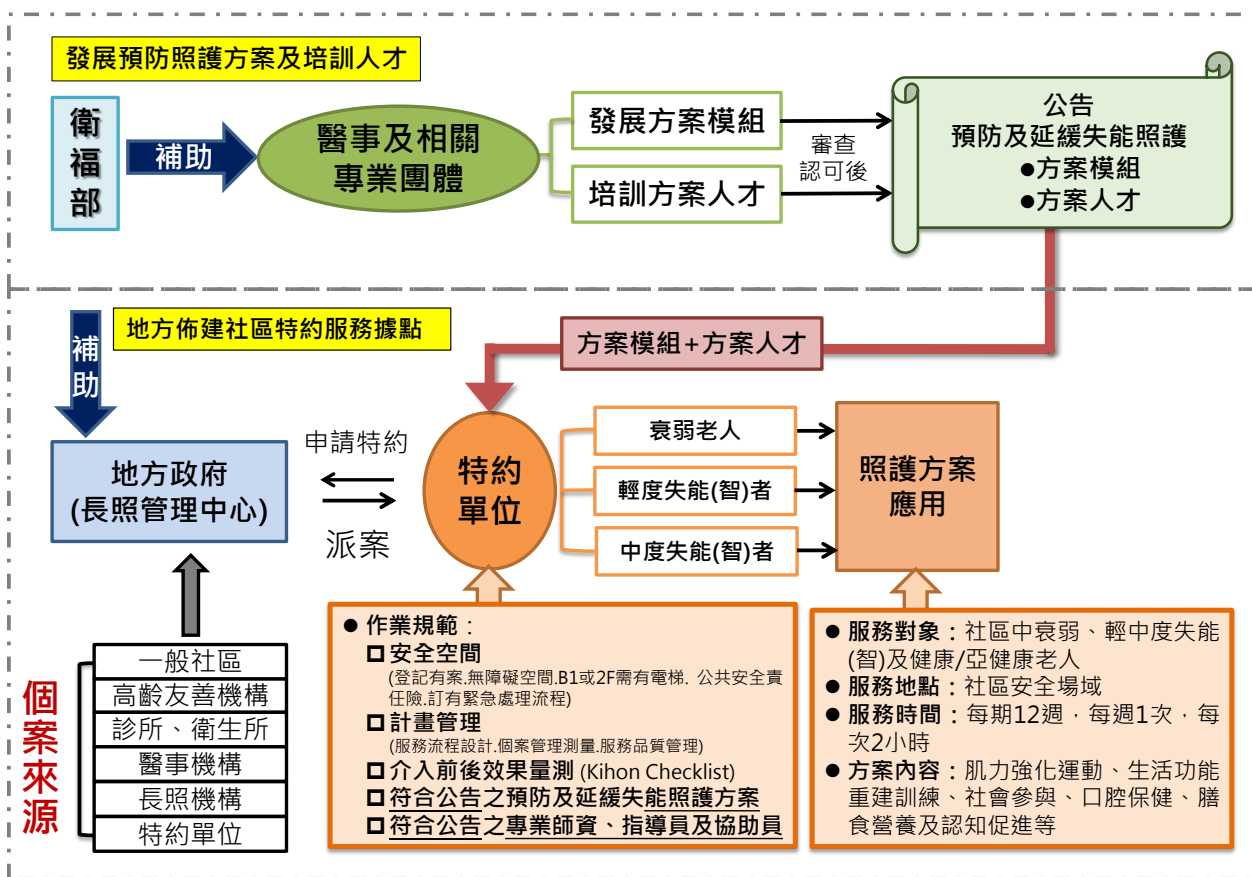 發展預防照護方案及培訓人才
衛
福
部
補助
醫事及相關
專業團體
發展方案模組
培訓方案人才
審查
認可後
公告
預防及延緩失能照護
●方案模組
●方案人才
補
助
地方佈建社區特約服務據點
方案模組+方案人才
地方政府
(長照管理中心)
申請特約
派案
特約
單位
衰弱老人
輕度失能(智)者
中度失能(智)者
照護方案
應用
個
案
來
源
一般社區
高齡友善機構
診所、衛生所
醫事機構
長照機構
特約單位
● 作業規範：
□ 安全空間
(登記有案.無障礙空間.B1或2F需有電梯. 公共安全責
任險.訂有緊急處理流程)
□ 計畫管理
(服務流程設計.個案管理測量.服務品質管理)
□ 介入前後效果量測 (Kihon Checklist)
□ 符合公告之預防及延緩失能照護方案
□ 符合公告之專業師資、指導員及協助員
● 服務對象：社區中衰弱、輕中度失能
(智)及健康/亞健康老人
● 服務地點：社區安全場域
● 服務時間：每期12週，每週1次，每
次2小時
● 方案內容：肌力強化運動、生活功能
重建訓練、社會參與、口腔保健、膳
食營養及認知促進等